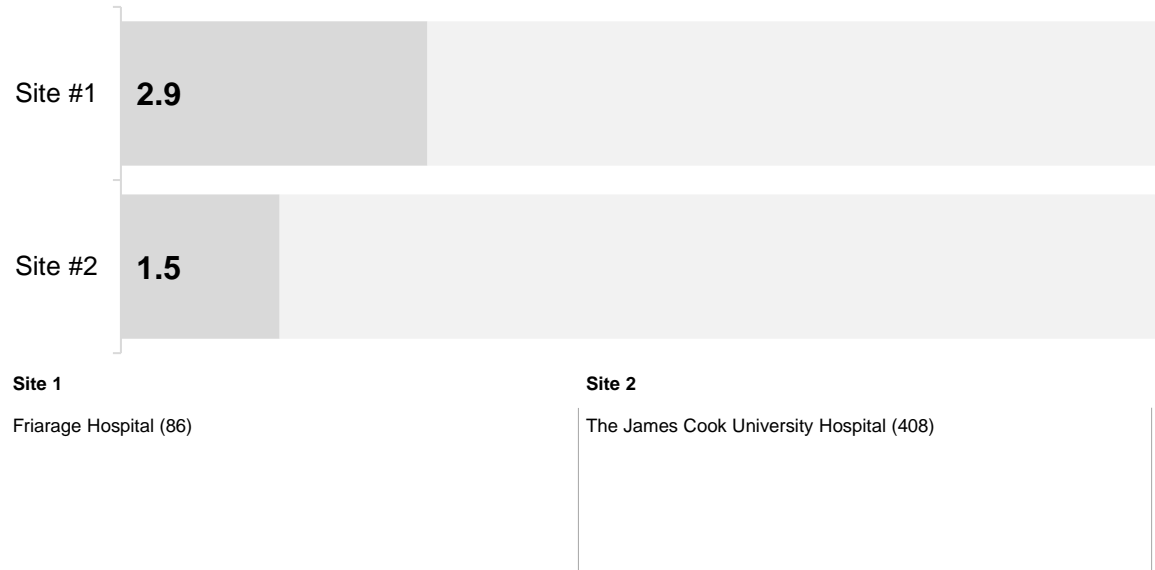 Site #1 2.9
Site #2 1.5
Site 1 Site 2
Friarage Hospital (86) The James Cook University Hospital (408)